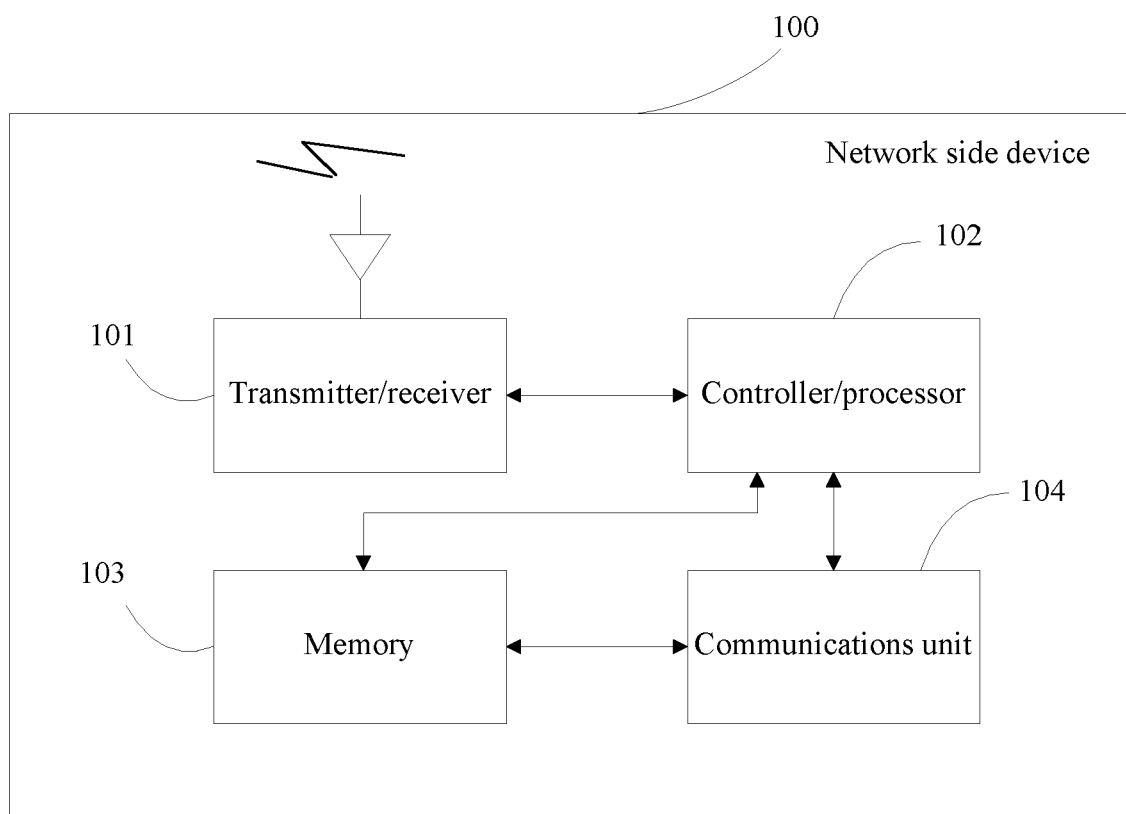 100
Network side device
102
101
Transmitter/receiver
Controller/processor
104
103
Memory
Communications unit